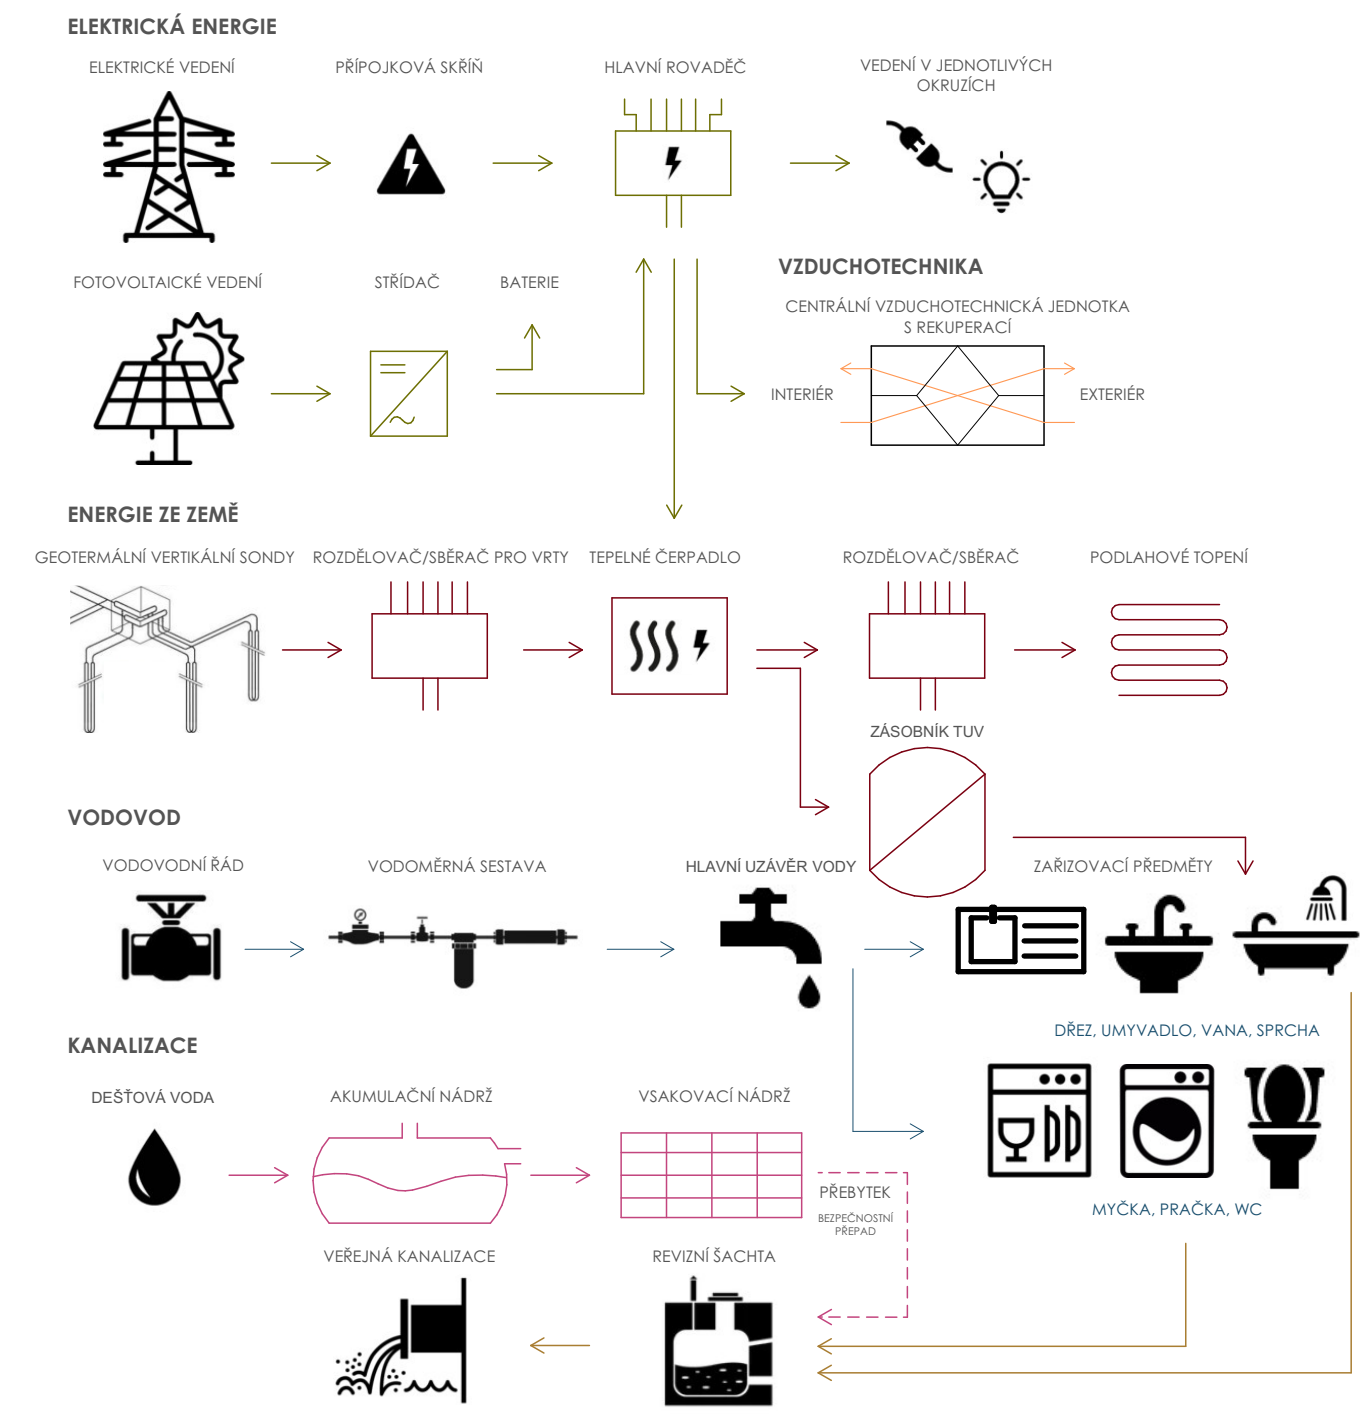 ELEKTRICKÁ ENERGIE
ELEKTRICKÉ VEDENÍ
PŘÍPOJKOVÁ SKŘÍŇ
HLAVNÍ ROVADĚČ
VEDENÍ V JEDNOTLIVÝCH
OKRUZÍCH
FOTOVOLTAICKÉ VEDENÍ
STŘÍDAČ
BATERIE
VZDUCHOTECHNIKA
CENTRÁLNÍ VZDUCHOTECHNICKÁ JEDNOTKA
S REKUPERACÍ
INTERIÉR
EXTERIÉR
ENERGIE ZE ZEMĚ
GEOTERMÁLNÍ VERTIKÁLNÍ SONDY
ROZDĚLOVAČ/SBĚRAČ PRO VRTY
TEPELNÉ ČERPADLO
ROZDĚLOVAČ/SBĚRAČ
PODLAHOVÉ TOPENÍ
ZÁSOBNÍK TUV
VODOVOD
VODOVODNÍ ŘÁD
VODOMĚRNÁ SESTAVA
HLAVNÍ UZÁVĚR VODY
ZAŘIZOVACÍ PŘEDMĚTY
DŘEZ, UMYVADLO, VANA, SPRCHA
KANALIZACE
DEŠŤOVÁ VODA
AKUMULAČNÍ NÁDRŽ
VSAKOVACÍ NÁDRŽ
PŘEBYTEK
BEZPEČNOSTNÍ
PŘEPAD
MYČKA, PRAČKA, WC
VEŘEJNÁ KANALIZACE
REVIZNÍ ŠACHTA